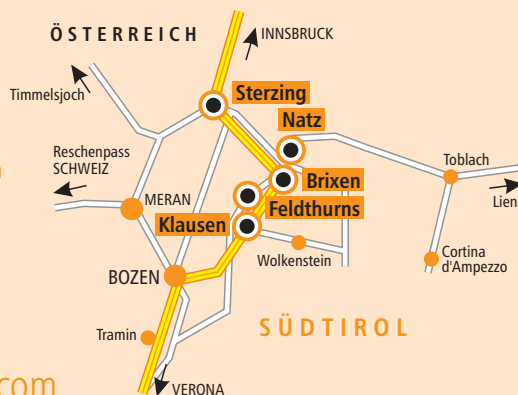 ÖSTERREICH
INNSBRUCK
Timmelsjoch
Sterzing
Natz
Reschenpass
SCHWEIZ
Toblach
Brixen
Lien
MERAN
Feldthurns
Klausen
Wolkenstein
Cortina
d'Ampezzo
BOZEN
SÜDTIROL
Tramin
com
VERONA